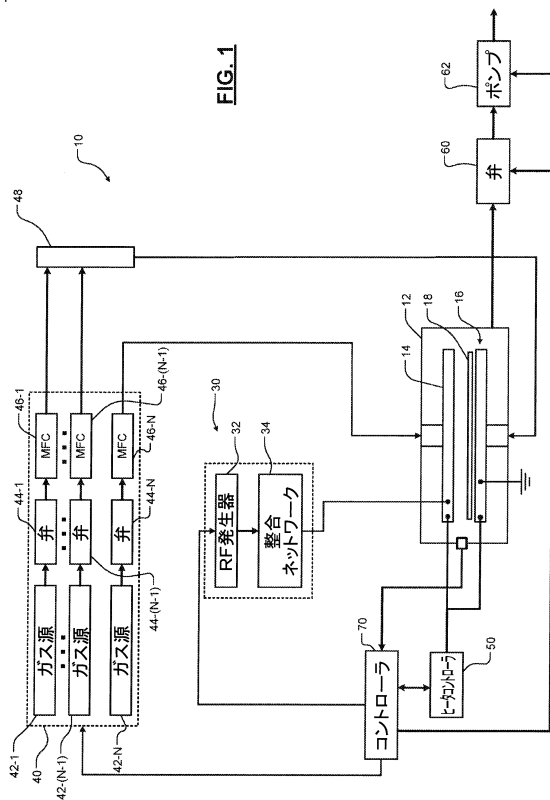 FIG. 1
10
40
42-1
ガス源
44-1
弁
46-1
MFC
48
42-(N-1)
ガス源
44-(N-1)
弁
46-(N-1)
MFC
42-N
ガス源
44-N
弁
46-N
MFC
30
32
RF発生器
34
整合
ネットワーク
12
14
18
16
70
コントローラ
50
ヒータコントローラ
60
弁
62
ポンプ